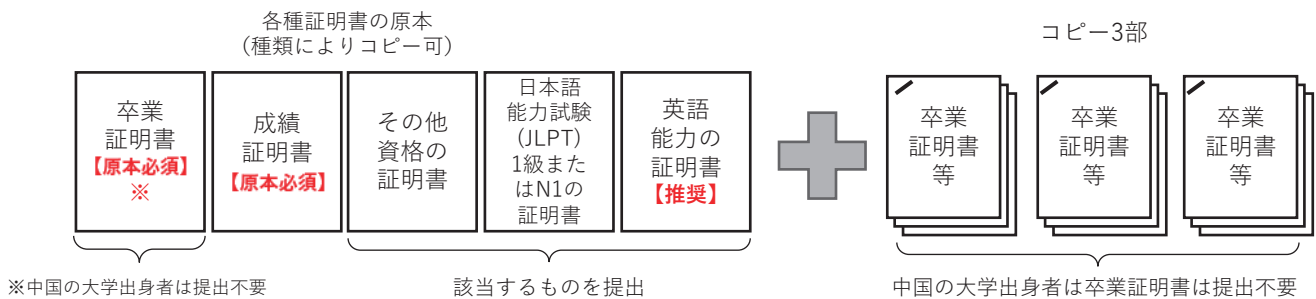 各種証明書の原本
(種類によりコピー可)
コピー3部
卒業
証明書
【原本必須】
※
成績
証明書
【原本必須】
その他
資格の
証明書
日本語
能力試験
(JLPT)
1級また
はN1の
証明書
英語
能力の
証明書
【推奨】
卒業
証明書
等
卒業
証明書
等
卒業
証明書
等
※中国の大学出身者は提出不要
該当するものを提出
中国の大学出身者は卒業証明書は提出不要